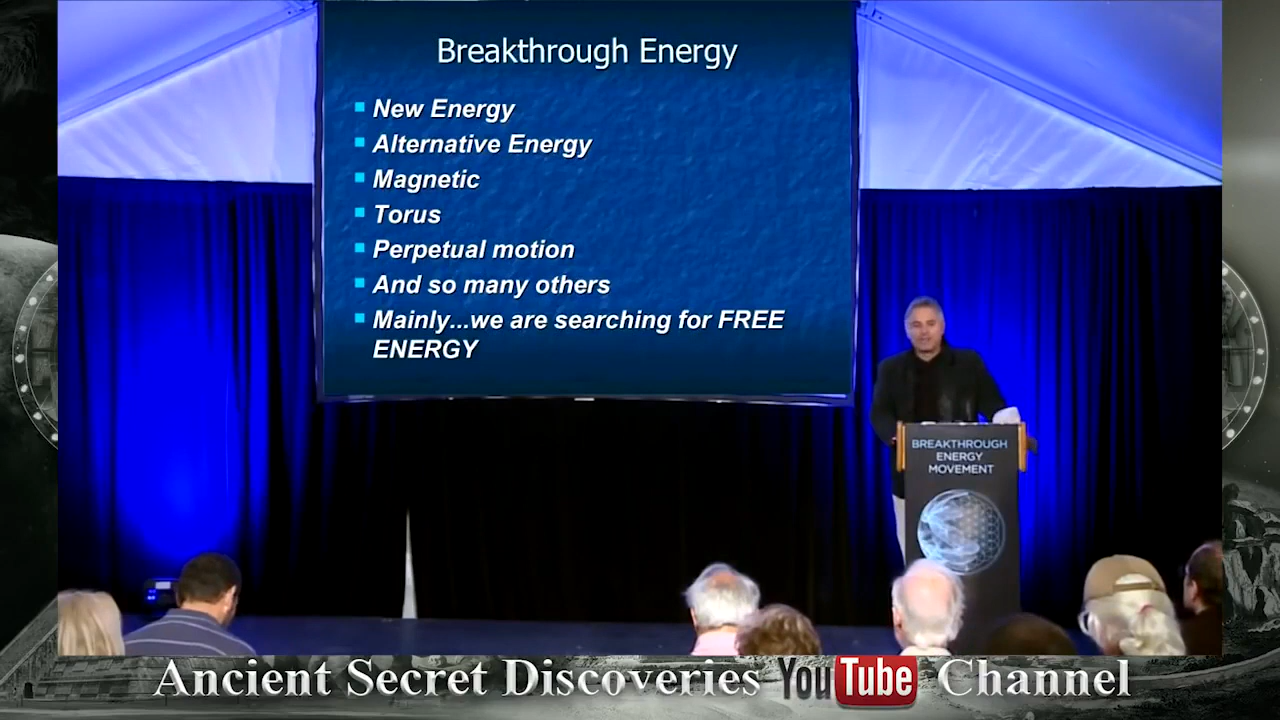 Breakthrough Energy
New Energy
Alternative Energy
Magnetic
Torus
Perpetual motion
And so many others
Mainly...we are searching for FREE
ENERGY
BREAKTHROUGH
ENERGY
MOVEMENT
Ancient Secret Discoveries YouTube Channel